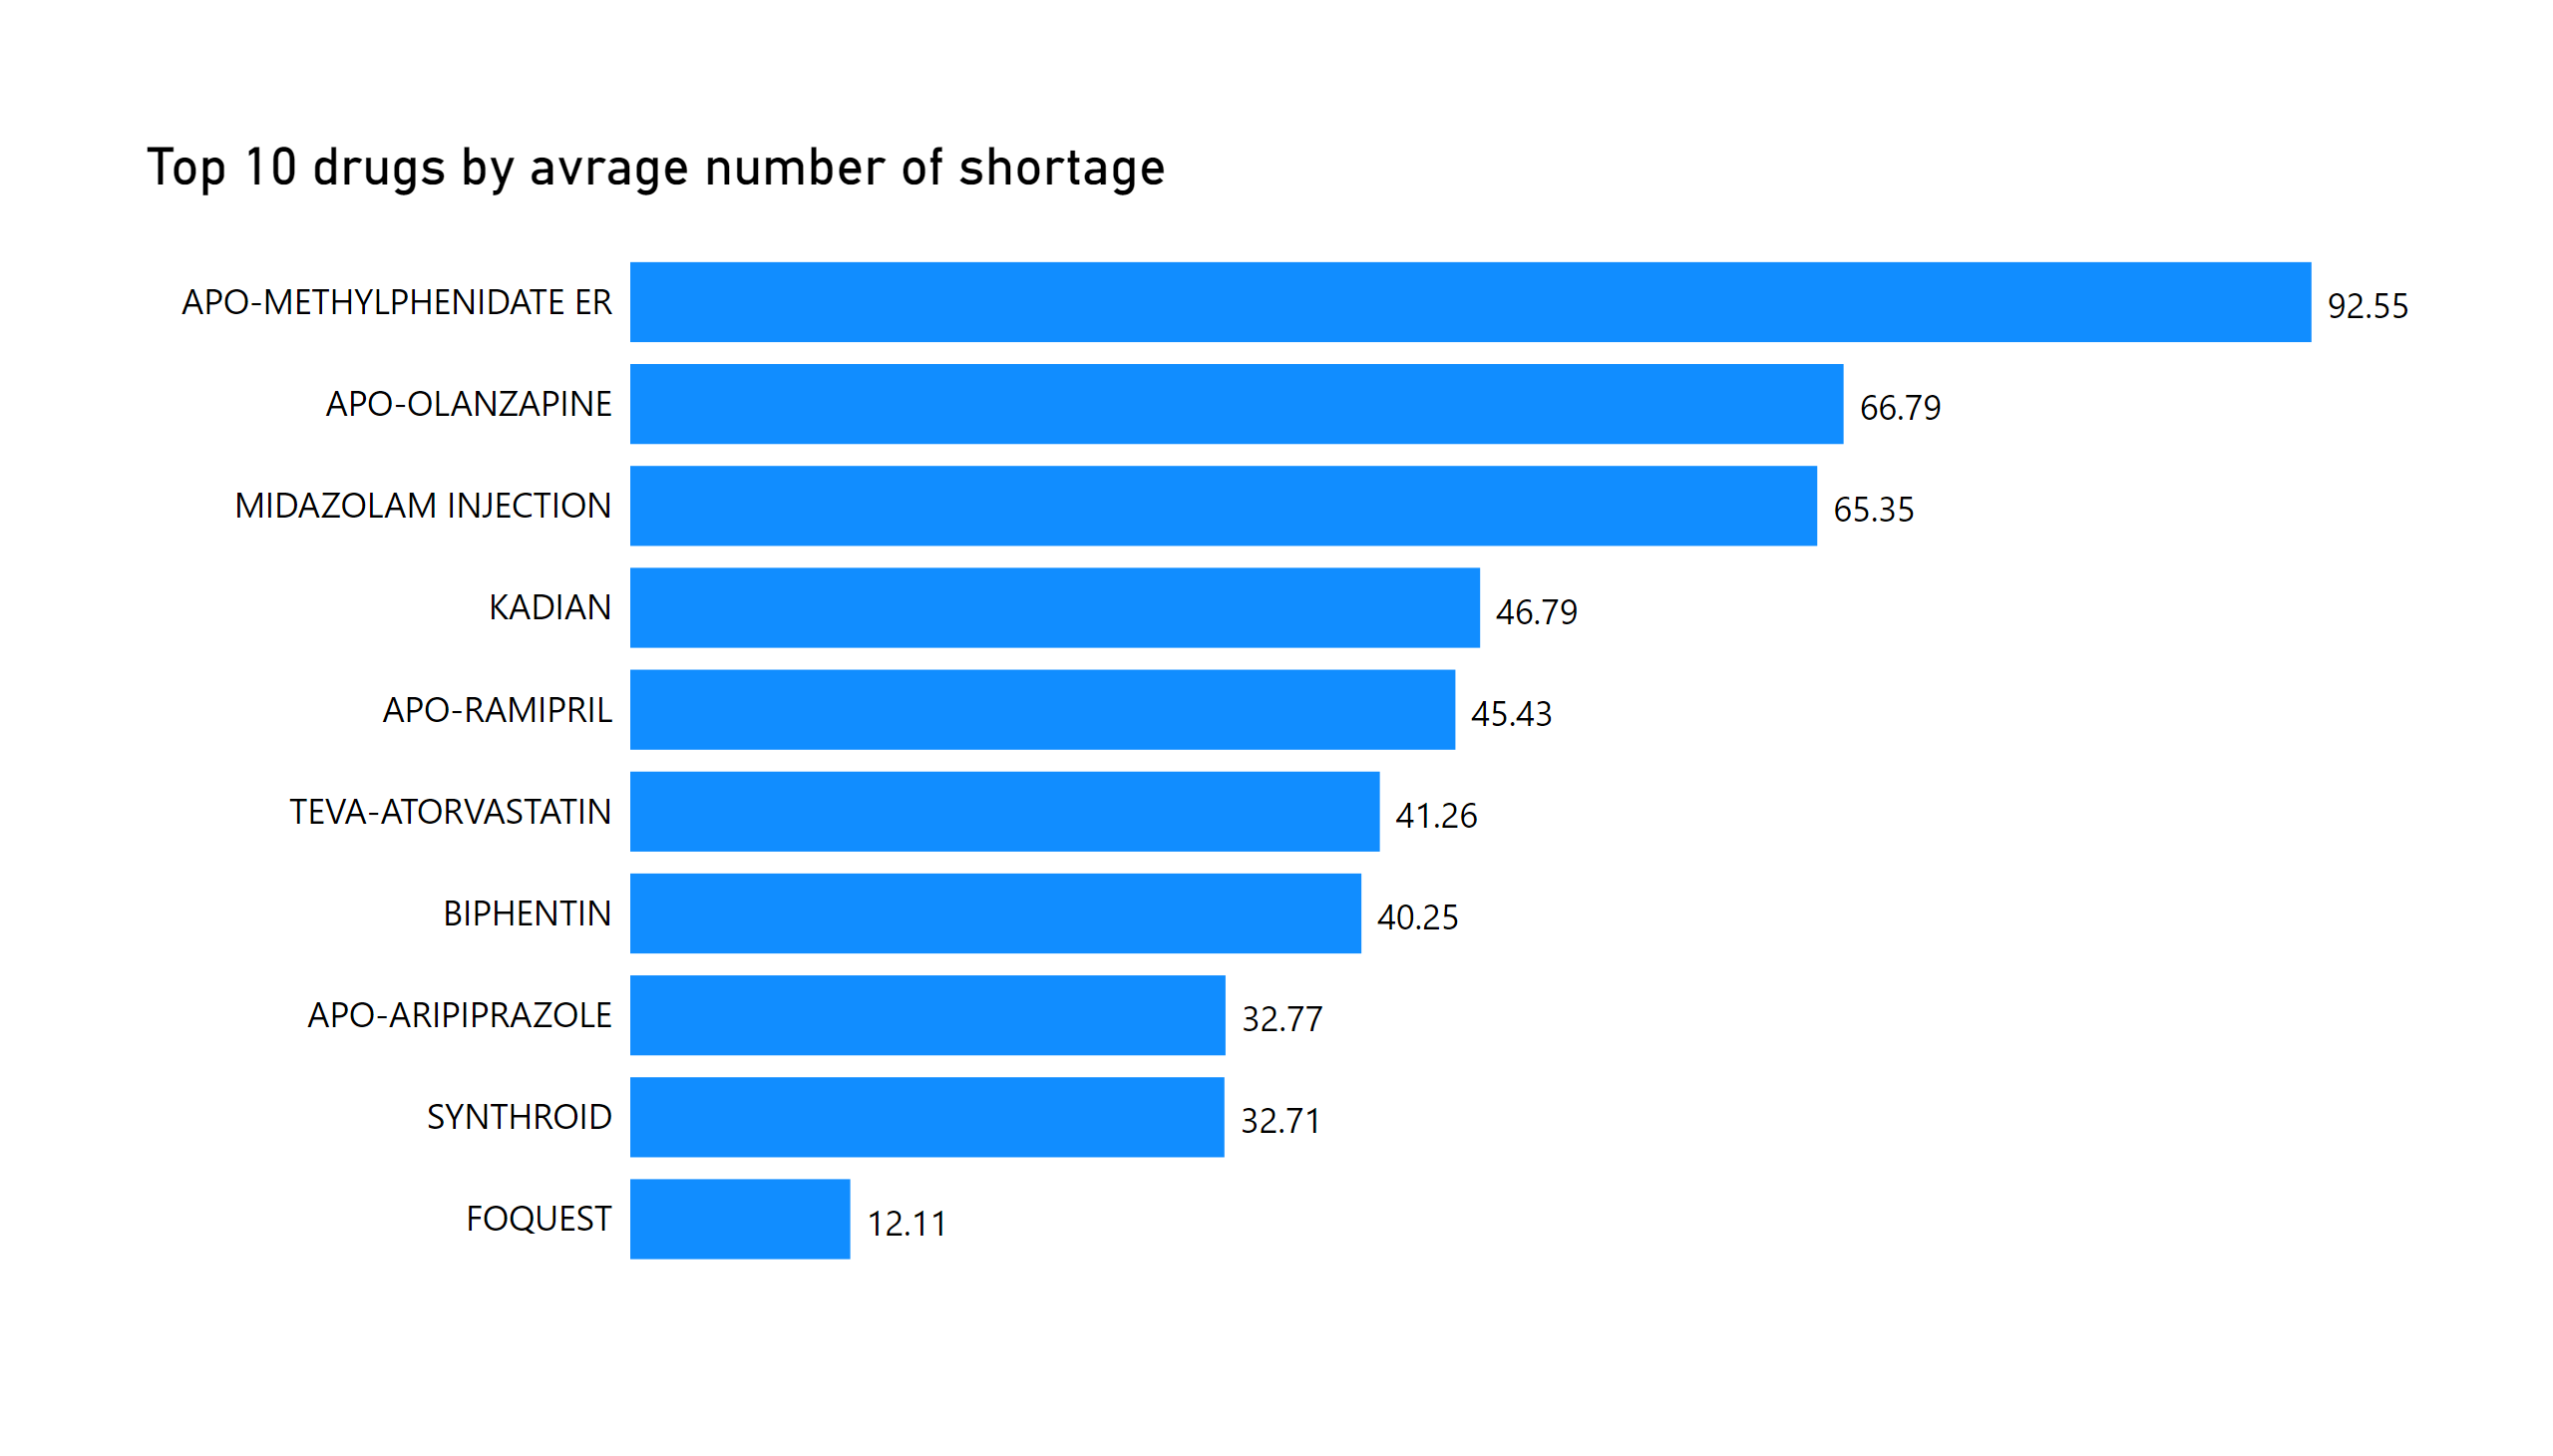 Top 10 drugs by avrage number of shortage
APO-METHYLPHENIDATE ER 92.55
APO-OLANZAPINE 66.79
MIDAZOLAM INJECTION 65.35
KADIAN 46.79
APO-RAMIPRIL 45.43
TEVA-ATORVASTATIN 41.26
BIPHENTIN 40.25
APO-ARIPIPRAZOLE 32.77
SYNTHROID 32.71
FOQUEST 12.11